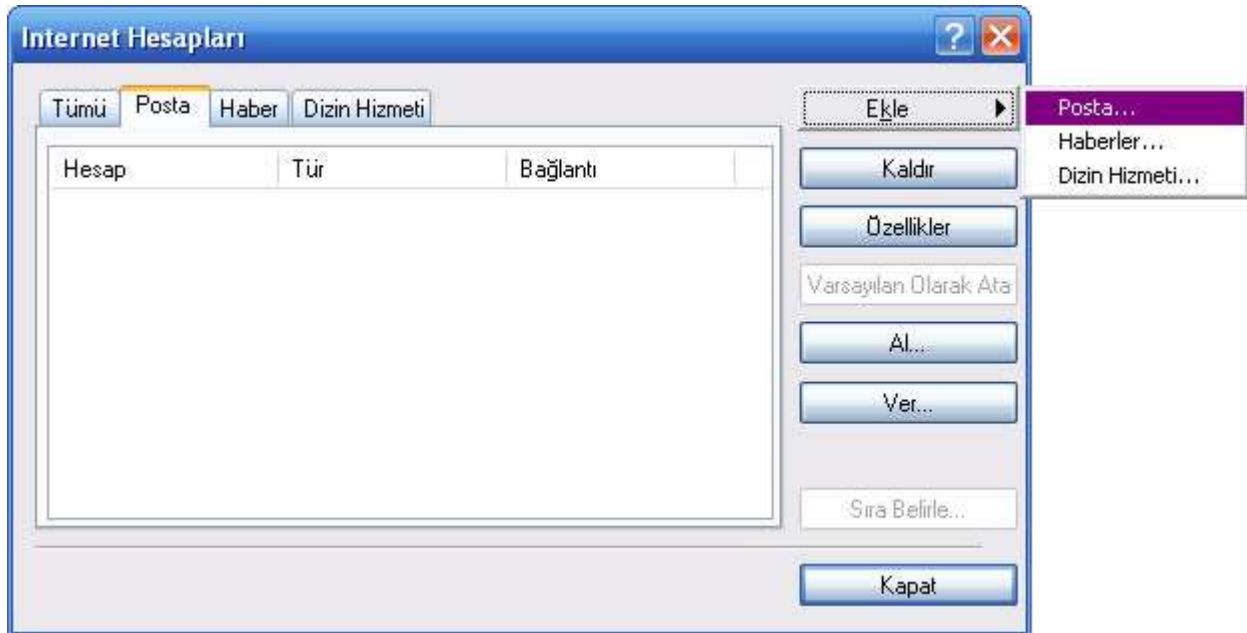 Internet Hesapları
Tümü Posta Haber Dizin Hizmeti
Hesap Tür Bağlantı
Ekle
Kaldır
Özellikler
Varsayılan Olarak Ata
Al...
Ver...
Sıra Belirle...
Kapat
Posta...
Haberler...
Dizin Hizmeti...